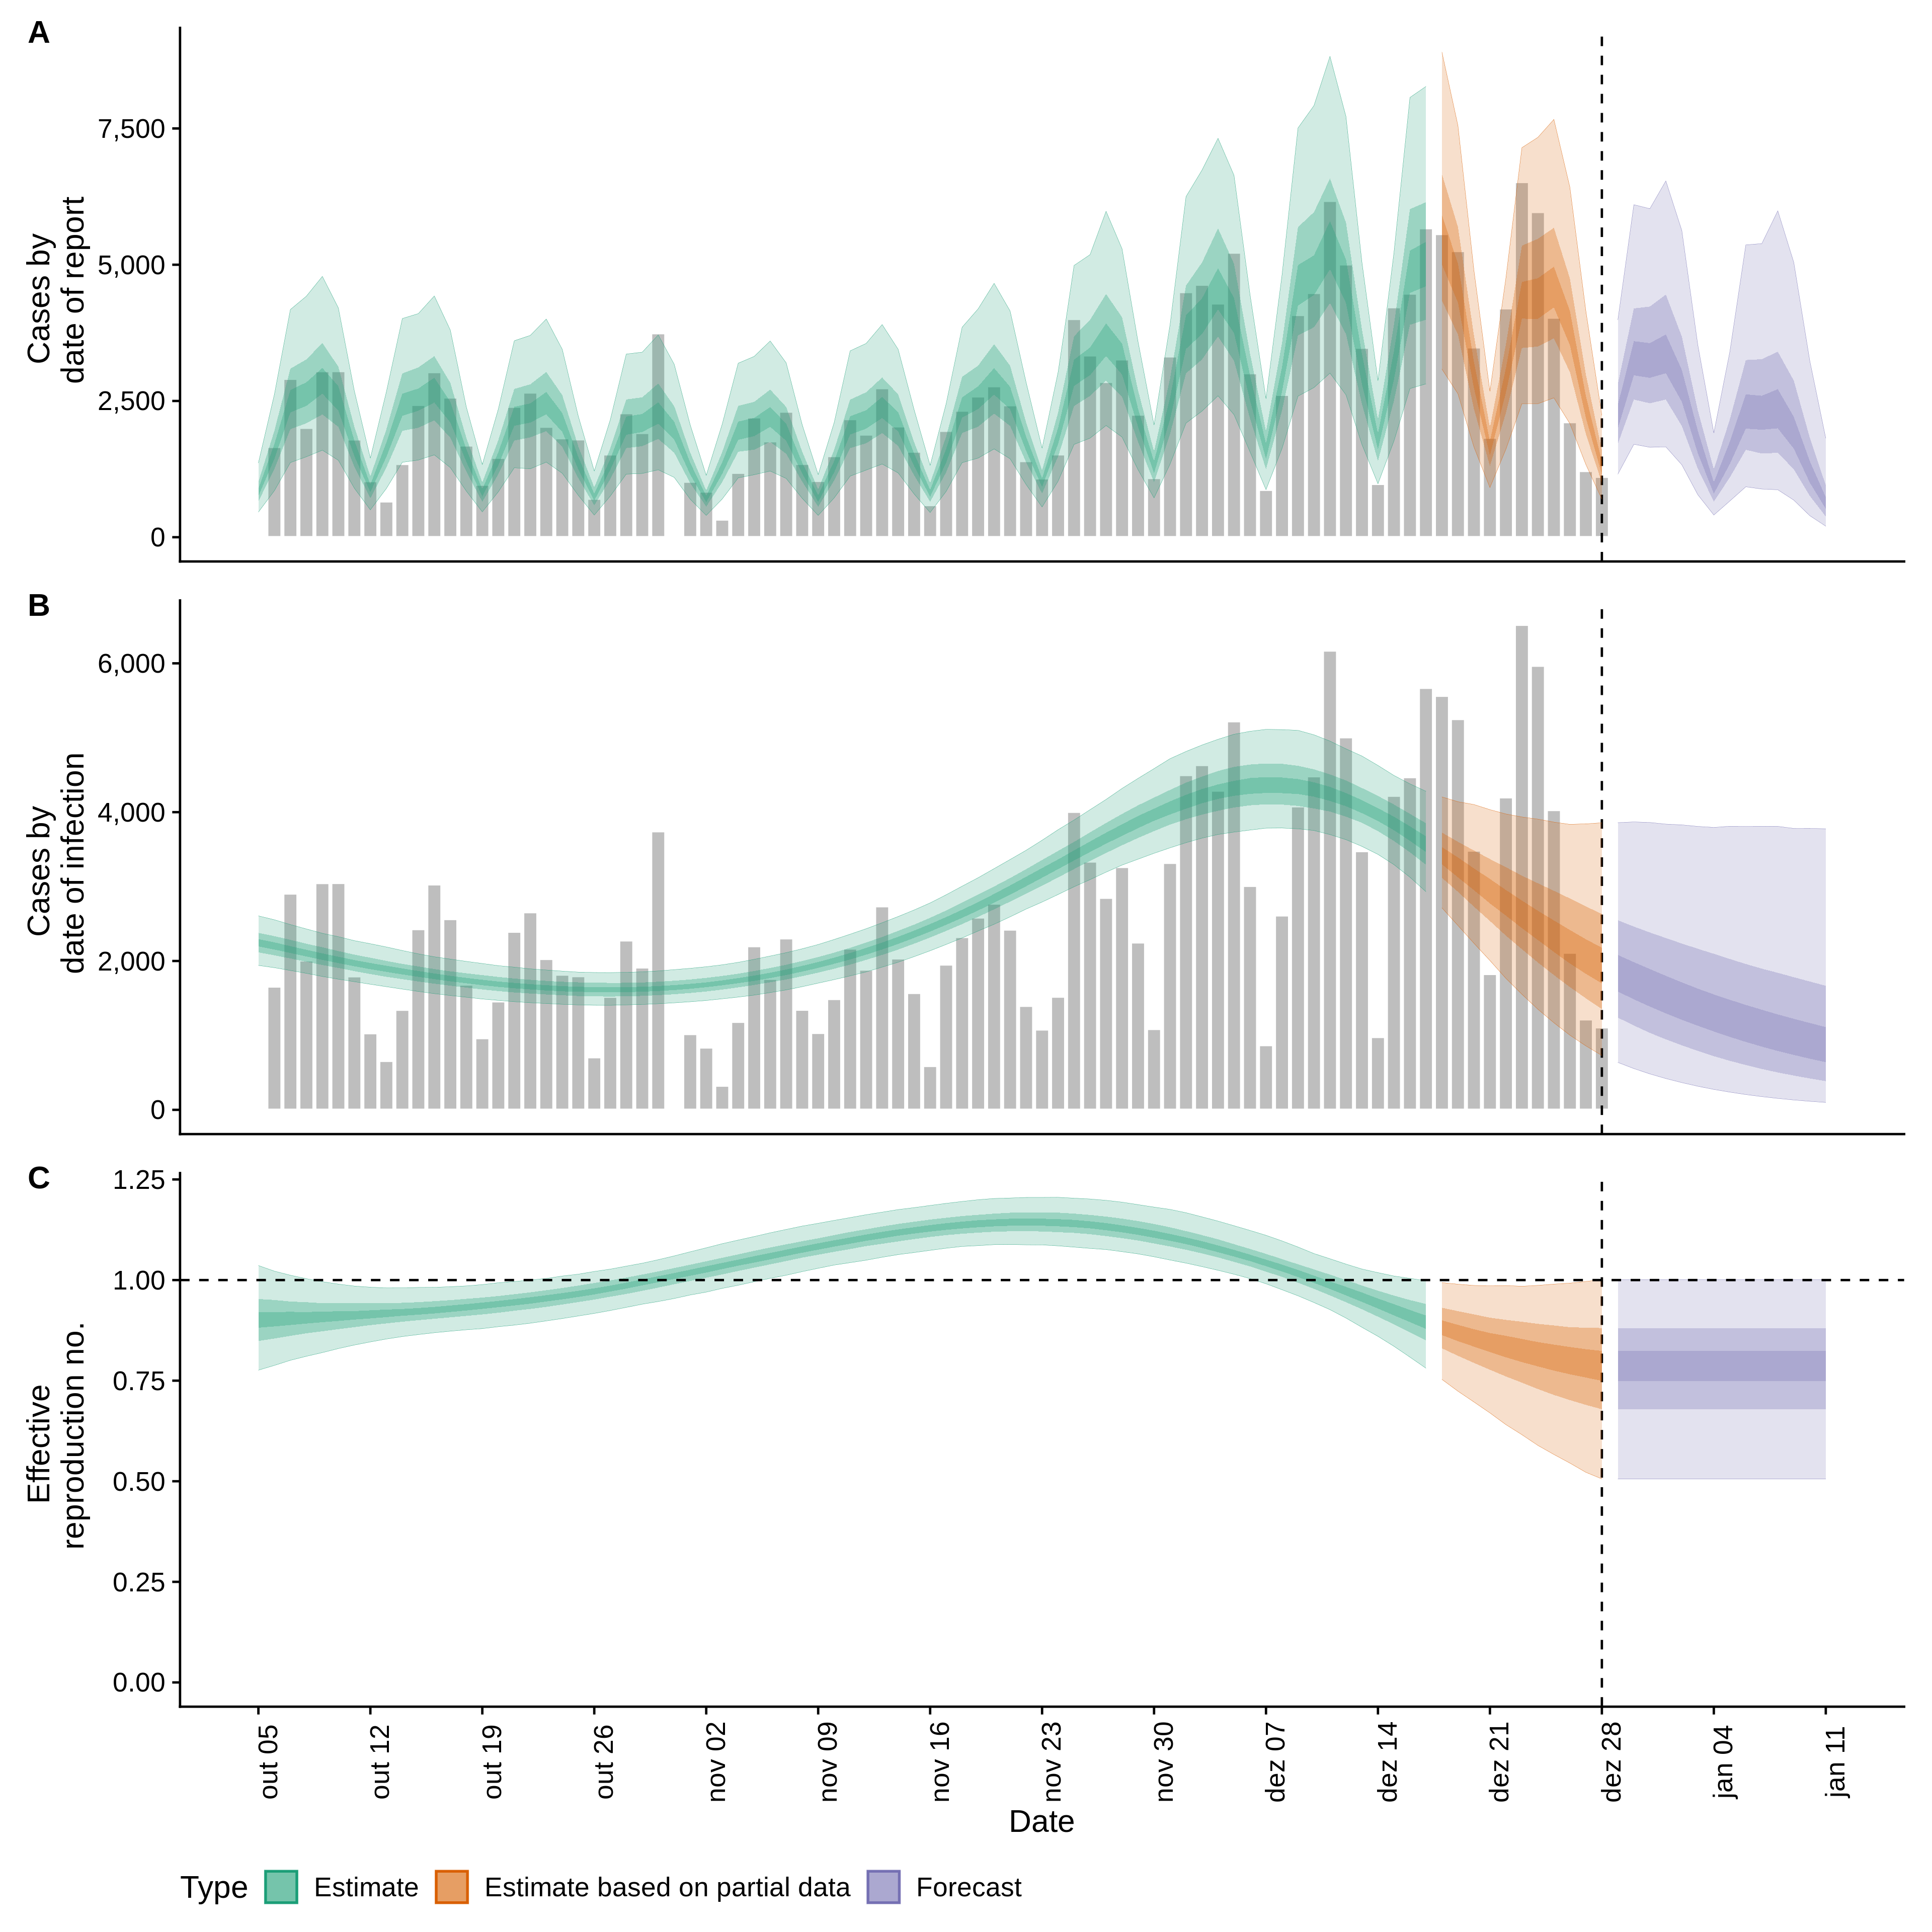 A
Cases by
date of report
7,500
5,000
2,500
0
B
Cases by
date of infection
6,000
4,000
2,000
0
C
Effective
reproduction no.
1.25
1.00
0.75
0.50
0.25
0.00
out 05
out 12
out 19
out 26
nov 02
nov 09
nov 16
nov 23
nov 30
dez 07
dez 14
dez 21
dez 28
jan 04
jan 11
Date
Type Estimate Estimate based on partial data Forecast